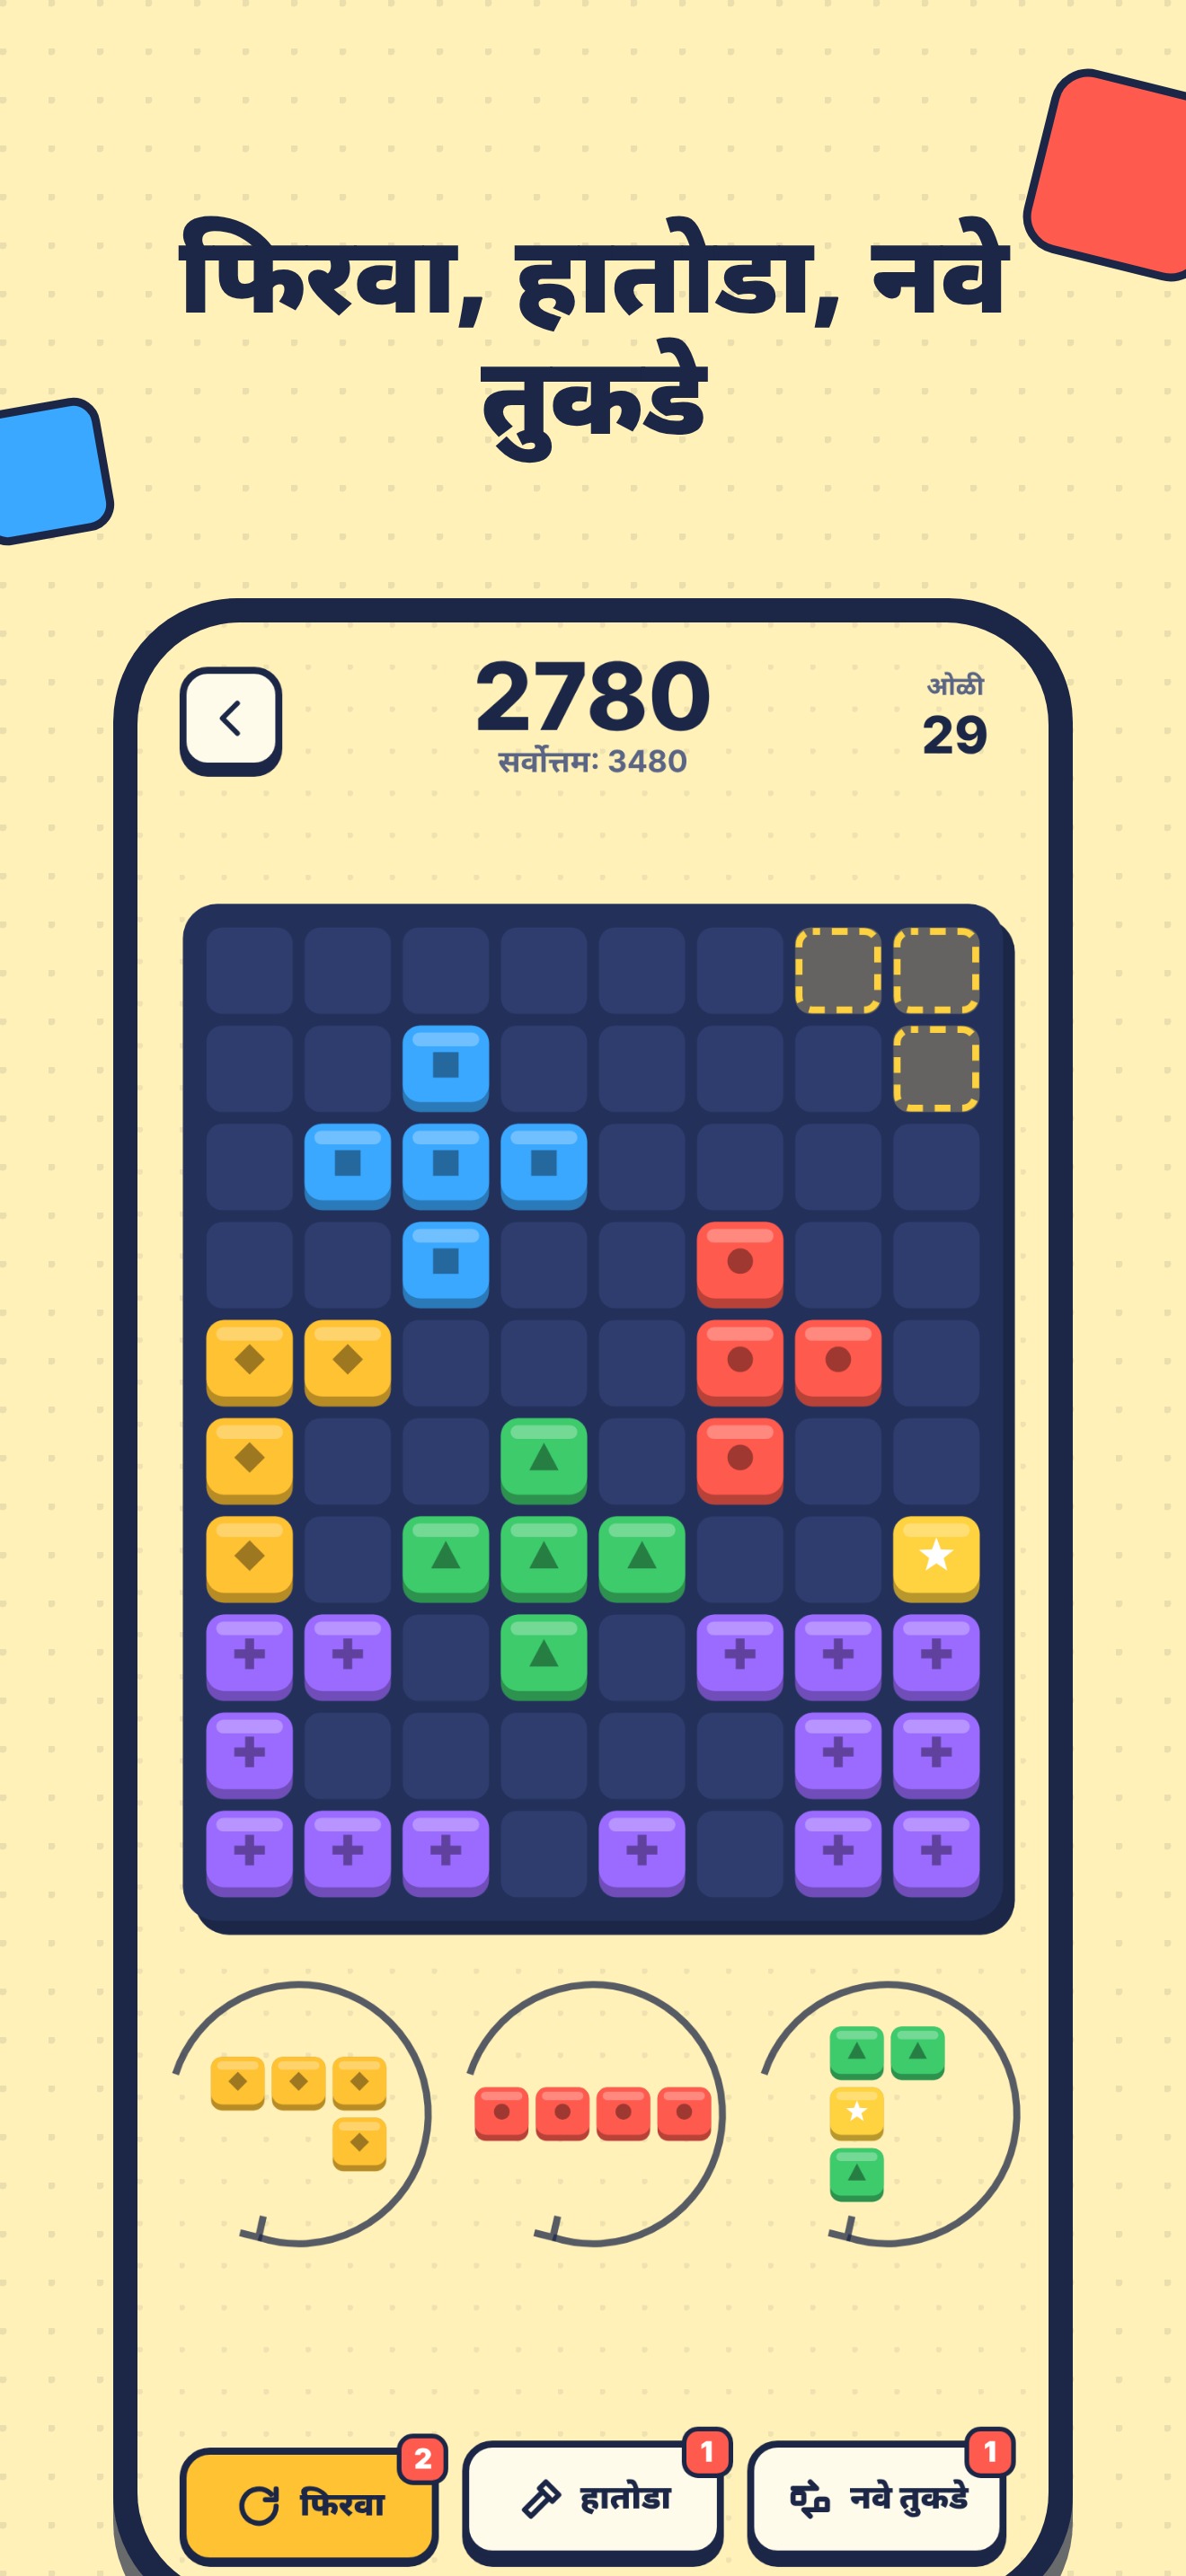 फिरवा, हातोडा, नवे
तुकडे
2780
सर्वोत्तम: 3480
ओळी
29
2
1
1
फिरवा
हातोडा
नवे तुकडे